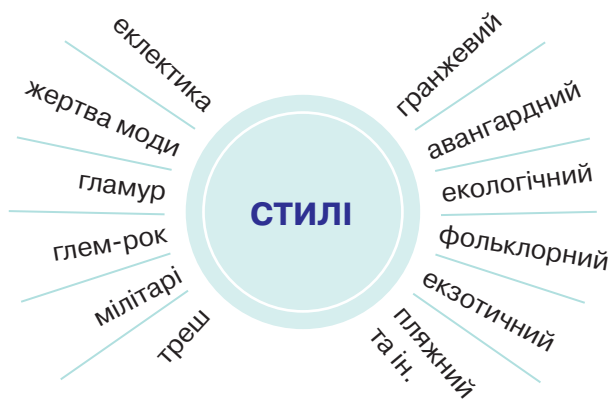 еклектика
жертва моди
гламур
глем-рок
мілітарі
треш
СТИЛІ
гранжевий
авангардний
екологічний
фольклорний
екзотичний
пляжний
та ін.